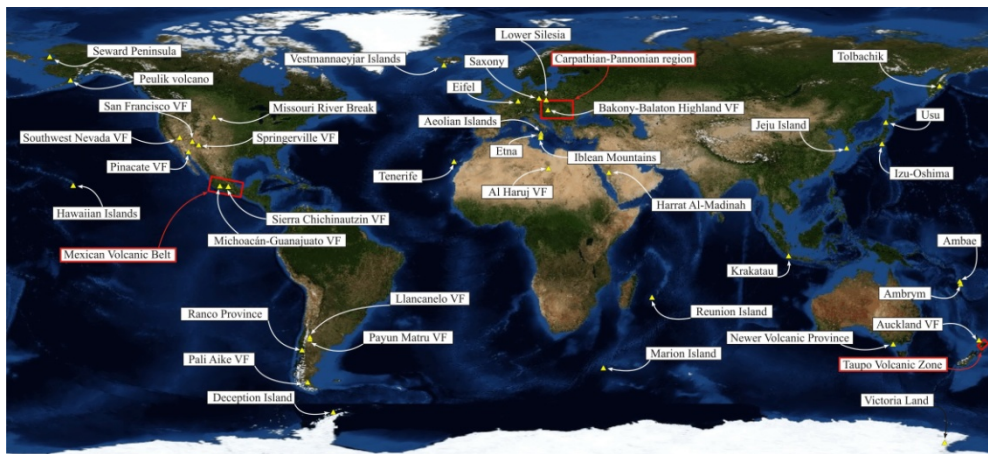 Seward Peninsula
Peulik volcano
San Francisco VF
Missouri River Break
Southwest Nevada VF
Springerville VF
Pinacate VF
Hawaiian Islands
Sierra Chichinautzin VF
Michoacán-Guanajuato VF
Mexican Volcanic Belt
Vestmannaeyjar Islands
Lower Silesia
Saxony
Carpathian-Pannonian region
Eifel
Bakony-Balaton Highland VF
Aeolian Islands
Etna
Iblean Mountains
Tenerife
Al Haruj VF
Harrat Al-Madinah
Tolbachik
Usu
Jeju Island
Izu-Oshima
Krakatau
Ambae
Ambrym
Reunion Island
Auckland VF
Newer Volcanic Province
Taupo Volcanic Zone
Marion Island
Victoria Land
Llancanelo VF
Ranco Province
Payun Matru VF
Pali Aike VF
Deception Island